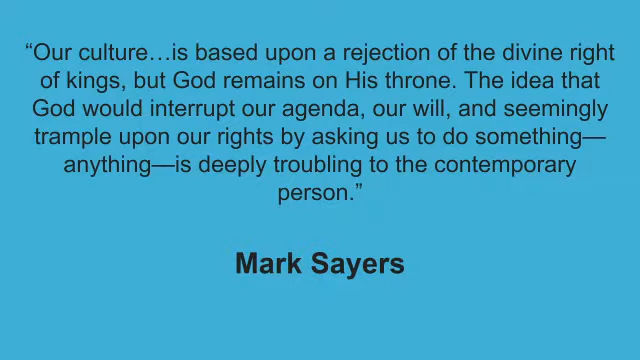 “Our culture…is based upon a rejection of the divine right
of kings, but God remains on His throne. The idea that
God would interrupt our agenda, our will, and seemingly
trample upon our rights by asking us to do something—
anything—is deeply troubling to the contemporary
person.”
Mark Sayers